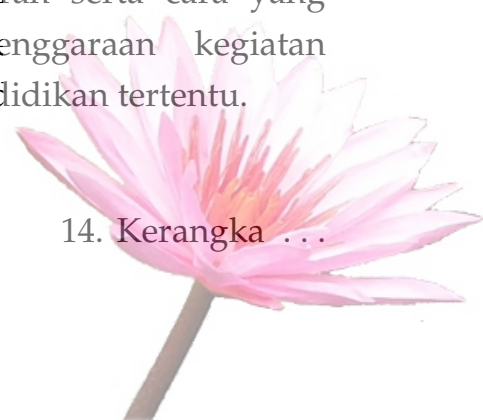 serta cara yang
enggaraan kegiatan
didikan tertentu.
14. Kerangka . . .